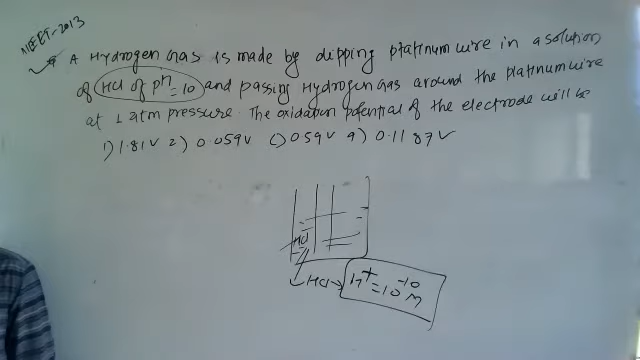 NEET-2013
A Hydrogen Gas is made by dipping platinum wire in a solution
of HCl of pH = 10 and passing Hydrogen Gas around the platinum wire
at 1 atm pressure. The oxidation potential of the electrode will be
1) 1.81V 2) 0.059V C) 0.59V 4) 0.1187V
HCl
HCl → H+ = 10^-10 M